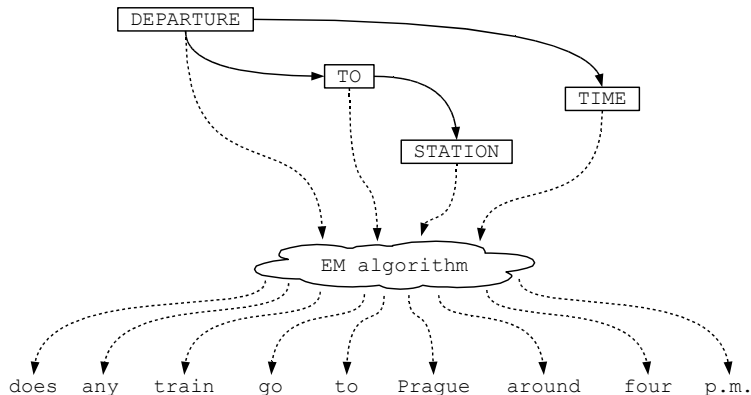 DEPARTURE
TO
TIME
STATION
EM algorithm
does any train go to Prague around four p.m.